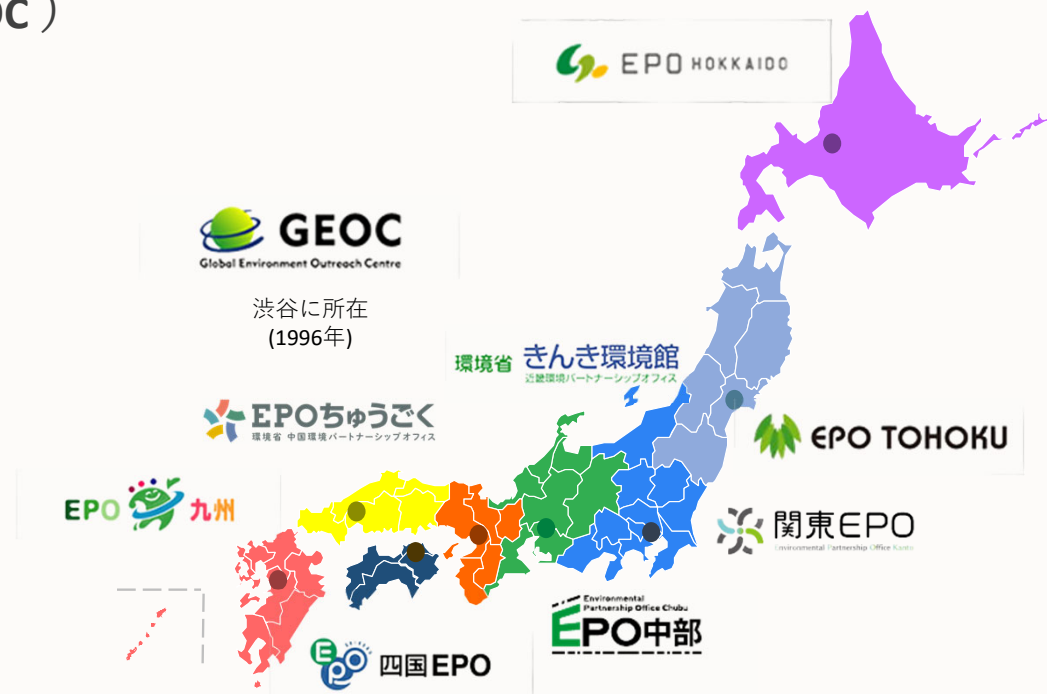 OC ）
EPO HOKKAIDO
GEOC
Global Environment Outreach Centre
渋谷に所在
(1996年)
環境省 きんき環境館
近畿環境パートナーシップオフィス
EPOちゅうごく
環境省 中国環境パートナーシップオフィス
EPO TOHOKU
EPO 九州
関東EPO
Environmental Partnership Office Kanto
Environmental
Partnership Office Chubu
EPO中部
EPO 四国EPO